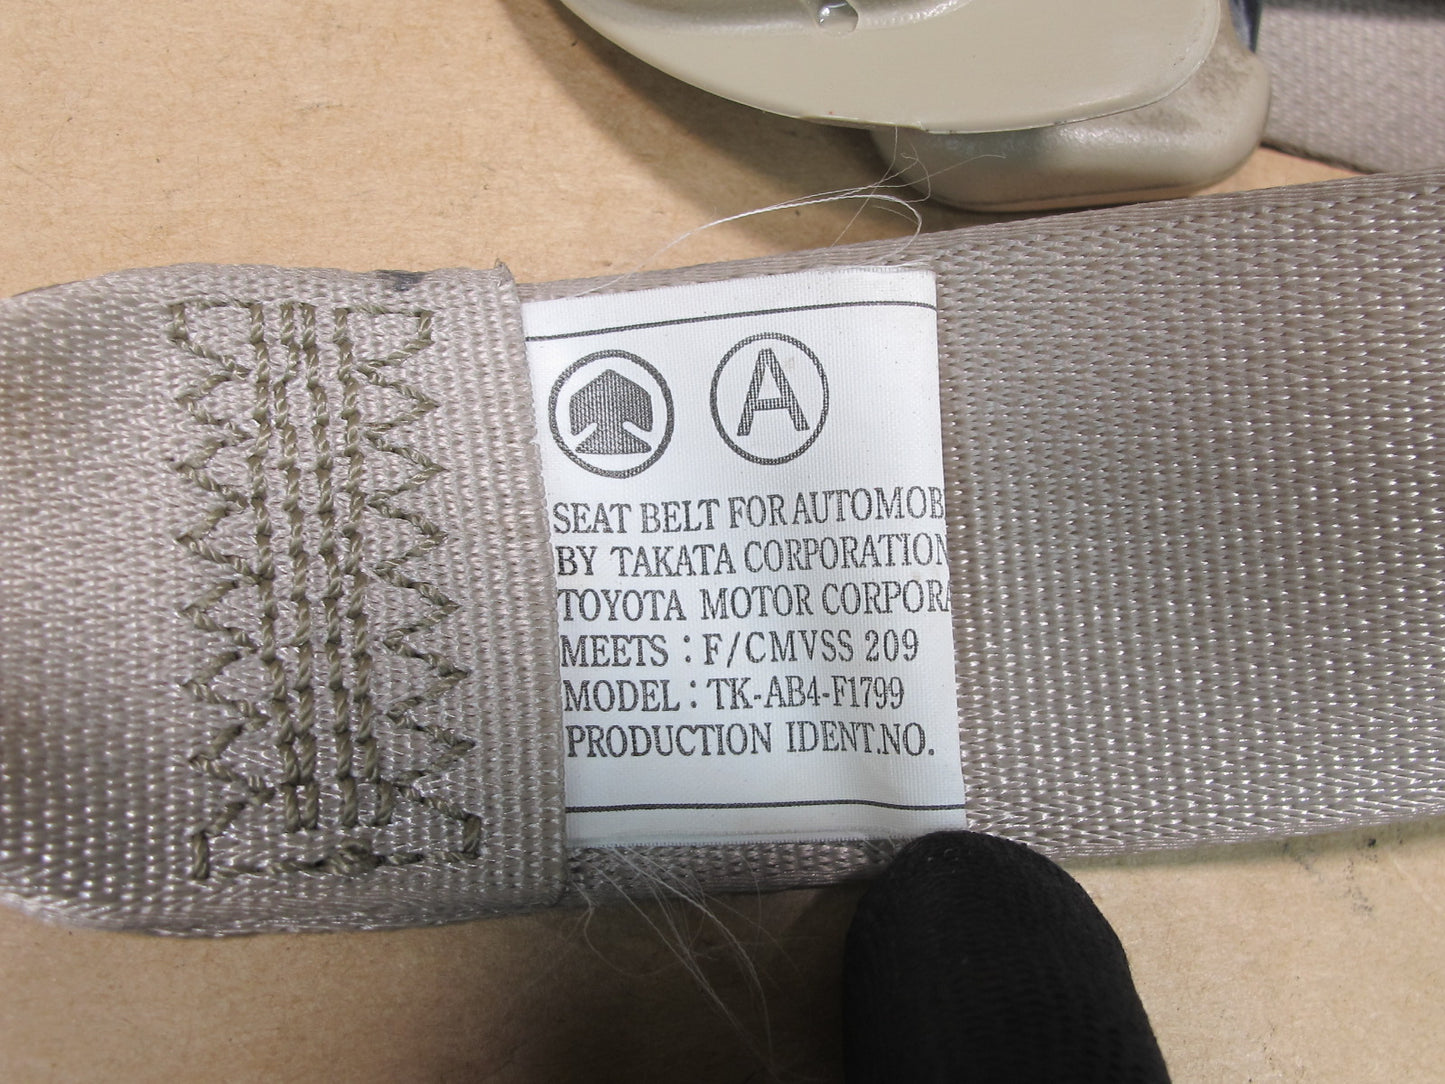 A
SEAT BELT FOR AUTOMOB
BY TAKATA CORPORATION
TOYOTA MOTOR CORPORA
MEETS : F/CMVSS 209
MODEL : TK-AB4-F1799
PRODUCTION IDENT.NO.